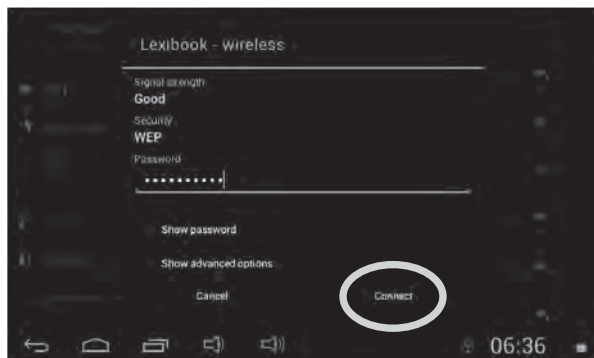 Lexibook - wireless
Signal strength
Good
Security
WEP
Password
••••••••••
Show password
Show advanced options
Cancel Connect
06:36